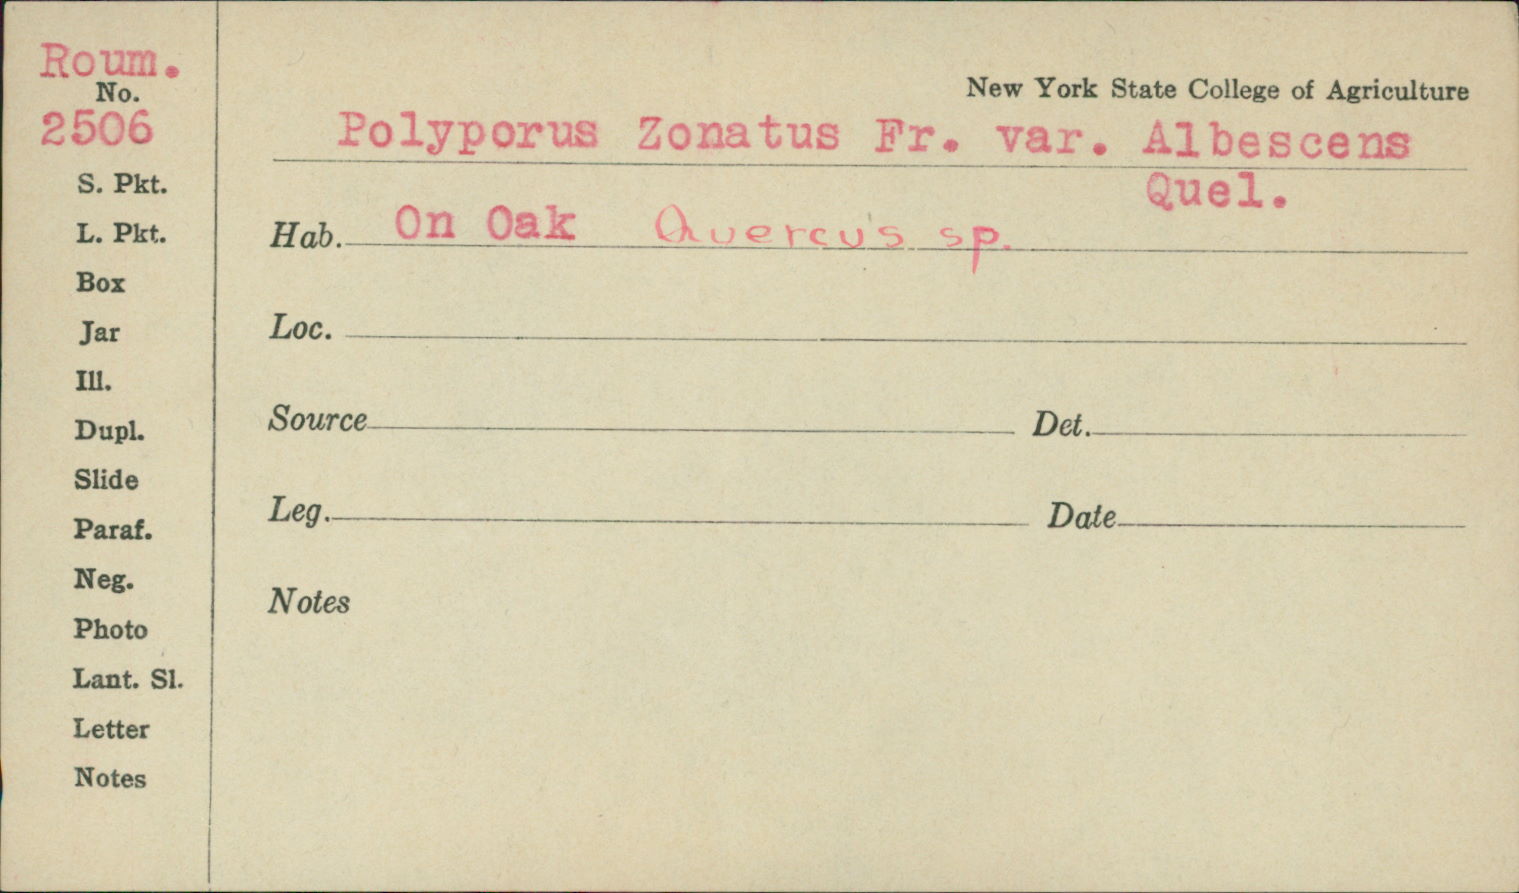 Roum.
No.
2506
S. Pkt.
L. Pkt.
Box
Jar
Ill.
Dupl.
Slide
Paraf.
Neg.
Photo
Lant. Sl.
Letter
Notes
New York State College of Agriculture
Polyporus Zonatus Fr. var. Albescens
Quel.
Hab. On Oak Quercus sp.
Loc.
Source Det.
Leg. Date
Notes